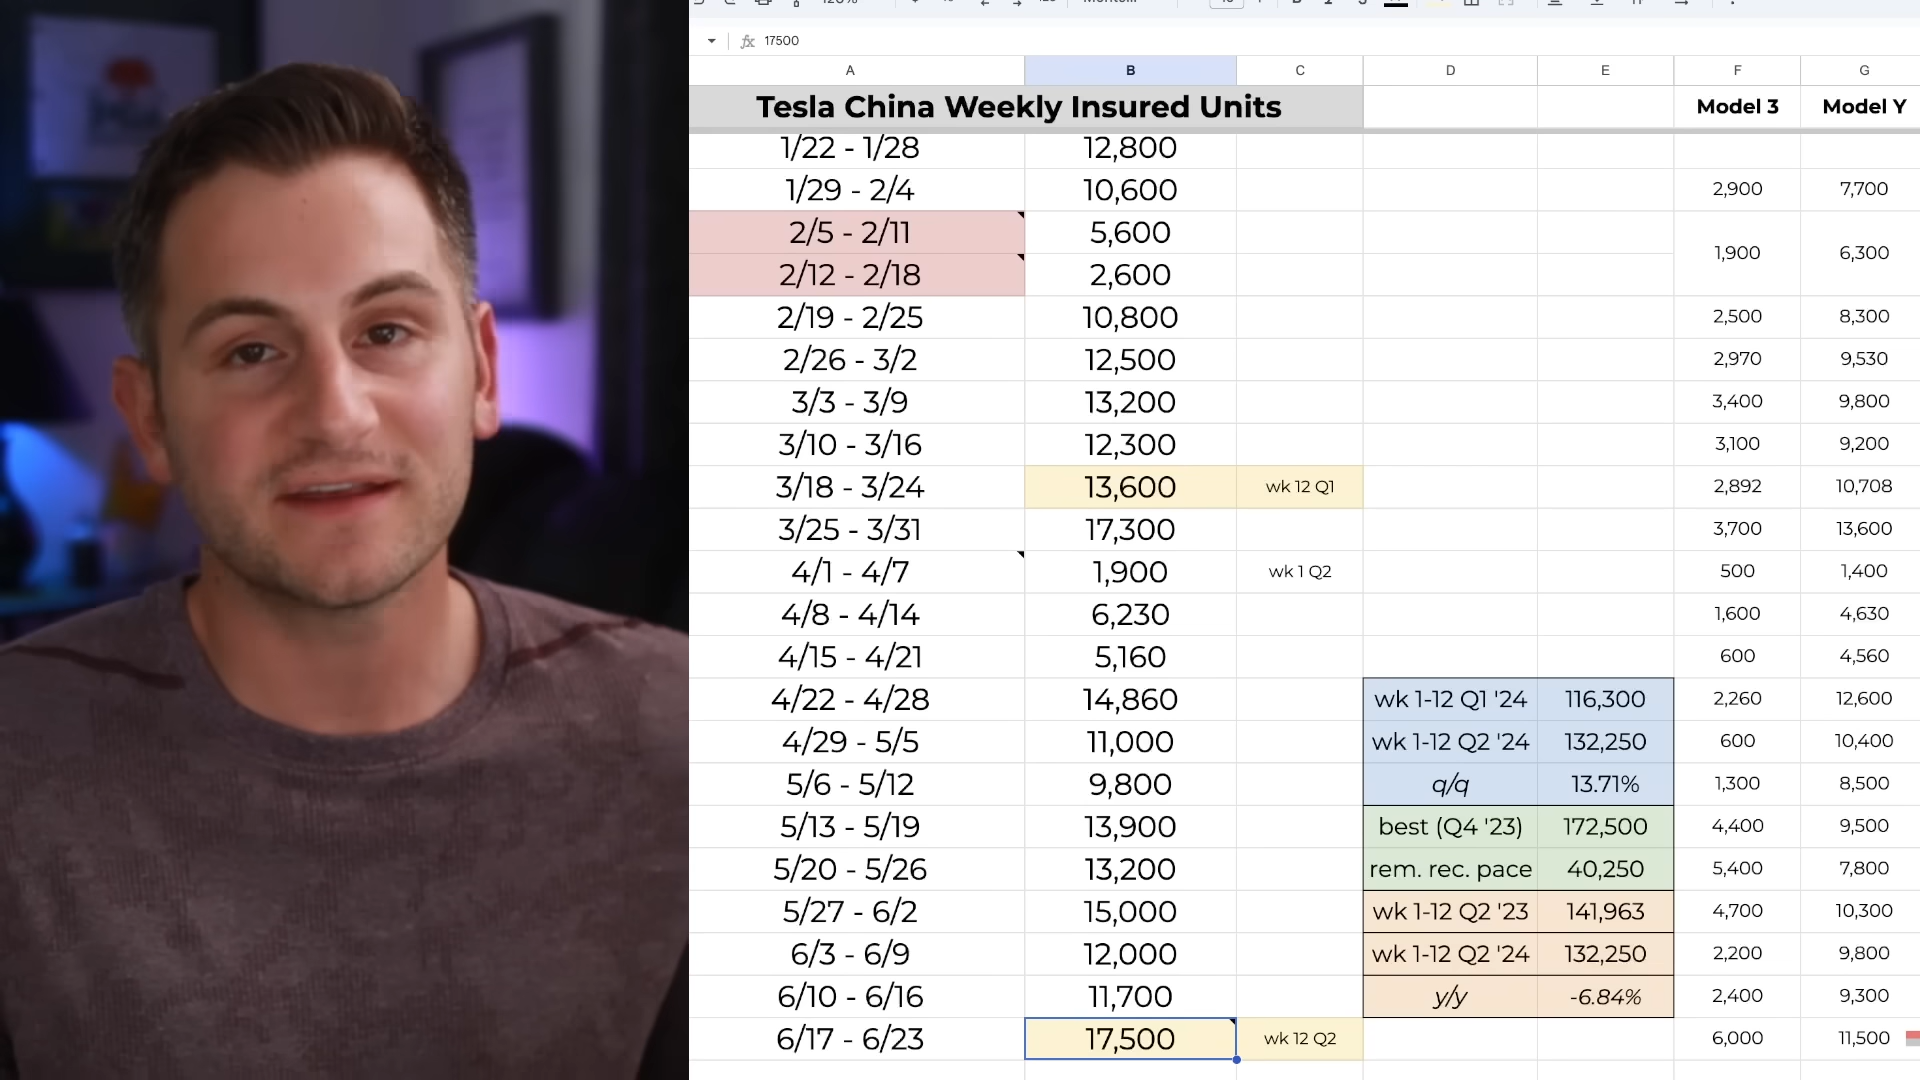 fx 17500
A B C D E F G
Tesla China Weekly Insured Units Model 3 Model Y
1/22 - 1/28 12,800
1/29 - 2/4 10,600 2,900 7,700
2/5 - 2/11 5,600
1,900 6,300
2/12 - 2/18 2,600
2/19 - 2/25 10,800 2,500 8,300
2/26 - 3/2 12,500 2,970 9,530
3/3 - 3/9 13,200 3,400 9,800
3/10 - 3/16 12,300 3,100 9,200
3/18 - 3/24 13,600 wk 12 Q1 2,892 10,708
3/25 - 3/31 17,300 3,700 13,600
4/1 - 4/7 1,900 wk 1 Q2 500 1,400
4/8 - 4/14 6,230 1,600 4,630
4/15 - 4/21 5,160 600 4,560
4/22 - 4/28 14,860 wk 1-12 Q1 '24 116,300 2,260 12,600
4/29 - 5/5 11,000 wk 1-12 Q2 '24 132,250 600 10,400
5/6 - 5/12 9,800 q/q 13.71% 1,300 8,500
5/13 - 5/19 13,900 best (Q4 '23) 172,500 4,400 9,500
5/20 - 5/26 13,200 rem. rec. pace 40,250 5,400 7,800
5/27 - 6/2 15,000 wk 1-12 Q2 '23 141,963 4,700 10,300
6/3 - 6/9 12,000 wk 1-12 Q2 '24 132,250 2,200 9,800
6/10 - 6/16 11,700 y/y -6.84% 2,400 9,300
6/17 - 6/23 17,500 wk 12 Q2 6,000 11,500